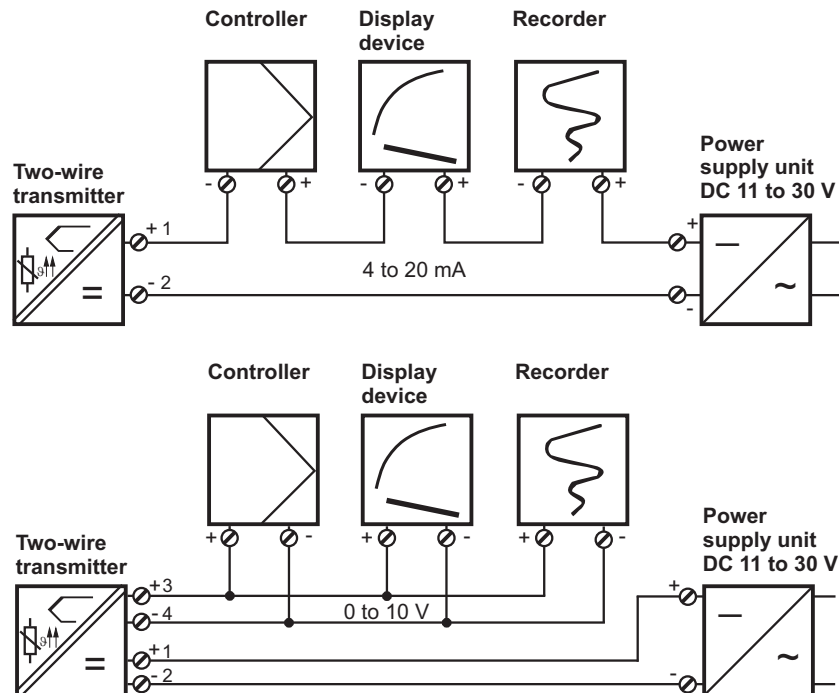 Controller
Display
device
Recorder
Power
supply unit
DC 11 to 30 V
Two-wire
transmitter
- + - + - +
+ 1
+
ϑ
4 to 20 mA
=
- 2
-
~
Controller
Display
device
Recorder
Power
supply unit
DC 11 to 30 V
Two-wire
transmitter
+ - + - + -
+3
+
- 4
0 to 10 V
ϑ
+1
=
- 2
-
~